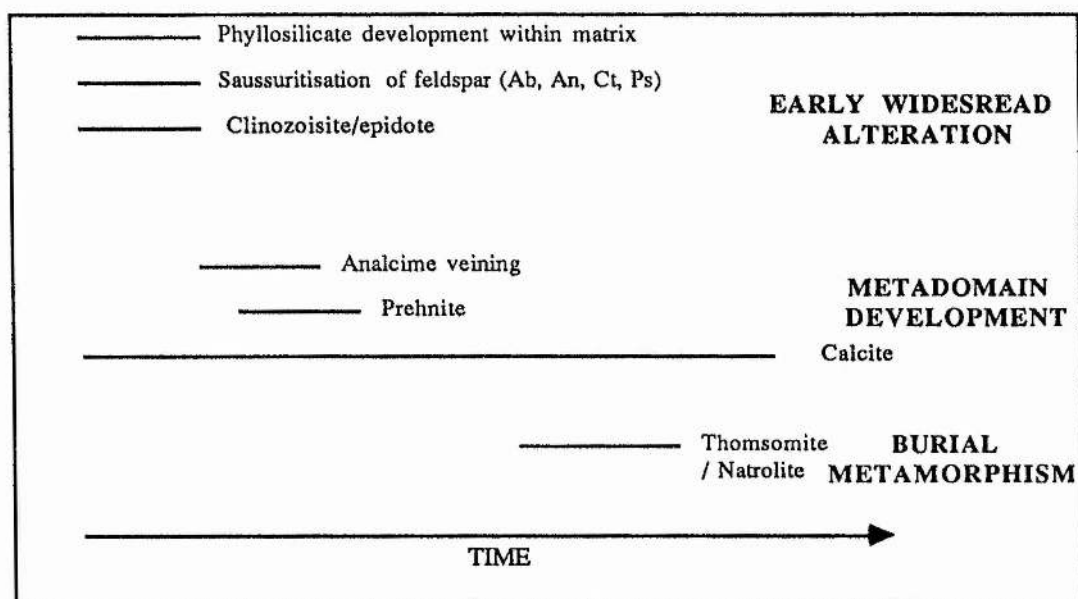 Phyllosilicate development within matrix
Saussuritisation of feldspar (Ab, An, Ct, Ps)
Clinozoisite/epidote
EARLY WIDESREAD
ALTERATION
Analcime veining
Prehnite
METADOMAIN
DEVELOPMENT
Calcite
Thomsomite
/ Natrolite
BURIAL
METAMORPHISM
TIME